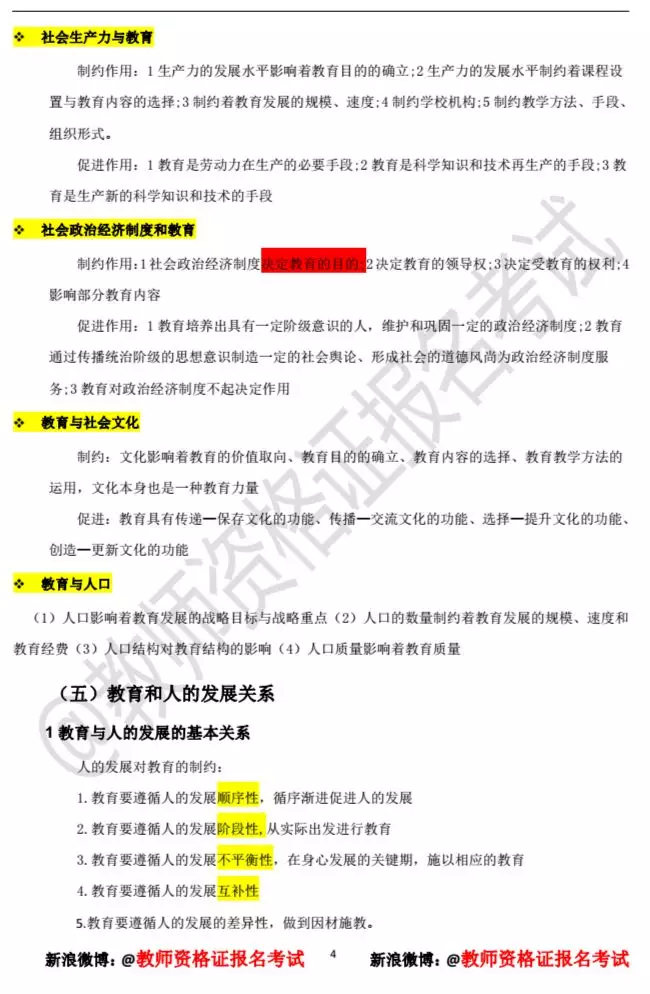 ❖ 社会生产力与教育
制约作用：1 生产力的发展水平影响着教育目的的确立;2 生产力的发展水平制约着课程设
置与教育内容的选择;3 制约着教育发展的规模、速度;4 制约学校机构;5 制约教学方法、手段、
组织形式。
促进作用：1 教育是劳动力在生产的必要手段;2 教育是科学知识和技术再生产的手段;3 教
育是生产新的科学知识和技术的手段
❖ 社会政治经济制度和教育
制约作用:1 社会政治经济制度决定教育的目的;2 决定教育的领导权;3 决定受教育的权利;4
影响部分教育内容
促进作用：1 教育培养出具有一定阶级意识的人，维护和巩固一定的政治经济制度;2 教育
通过传播统治阶级的思想意识制造一定的社会舆论、形成社会的道德风尚为政治经济制度服
务;3 教育对政治经济制度不起决定作用
❖ 教育与社会文化
制约：文化影响着教育的价值取向、教育目的的确立、教育内容的选择、教育教学方法的
运用，文化本身也是一种教育力量
促进：教育具有传递—保存文化的功能、传播—交流文化的功能、选择—提升文化的功能、
创造—更新文化的功能
❖ 教育与人口
（1）人口影响着教育发展的战略目标与战略重点（2）人口的数量制约着教育发展的规模、速度和
教育经费（3）人口结构对教育结构的影响（4）人口质量影响着教育质量
（五）教育和人的发展关系
1 教育与人的发展的基本关系
人的发展对教育的制约：
1. 教育要遵循人的发展顺序性，循序渐进促进人的发展
2. 教育要遵循人的发展阶段性,从实际出发进行教育
3. 教育要遵循人的发展不平衡性，在身心发展的关键期，施以相应的教育
4. 教育要遵循人的发展互补性
5.教育要遵循人的发展的差异性，做到因材施教。
新浪微博：@教师资格证报名考试 4 新浪微博：@教师资格证报名考试
@教师资格证报名考试